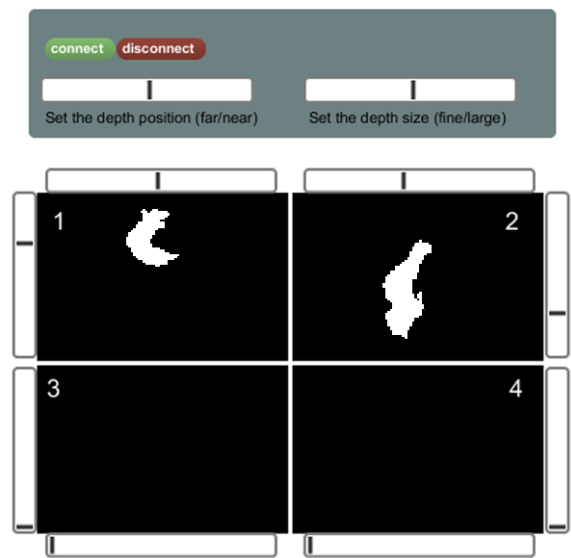 connect disconnect
Set the depth position (far/near) Set the depth size (fine/large)
1 2
3 4